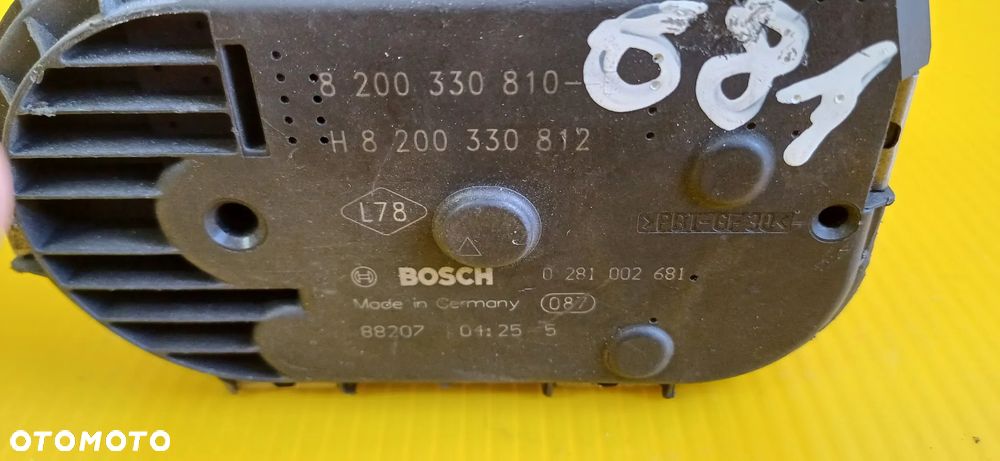 8 200 330 810-
081
H 8 200 330 812
L78
>PBT-GF30<
BOSCH 0 281 002 681
Made in Germany 087
88207 04:25 5
OTOMOTO